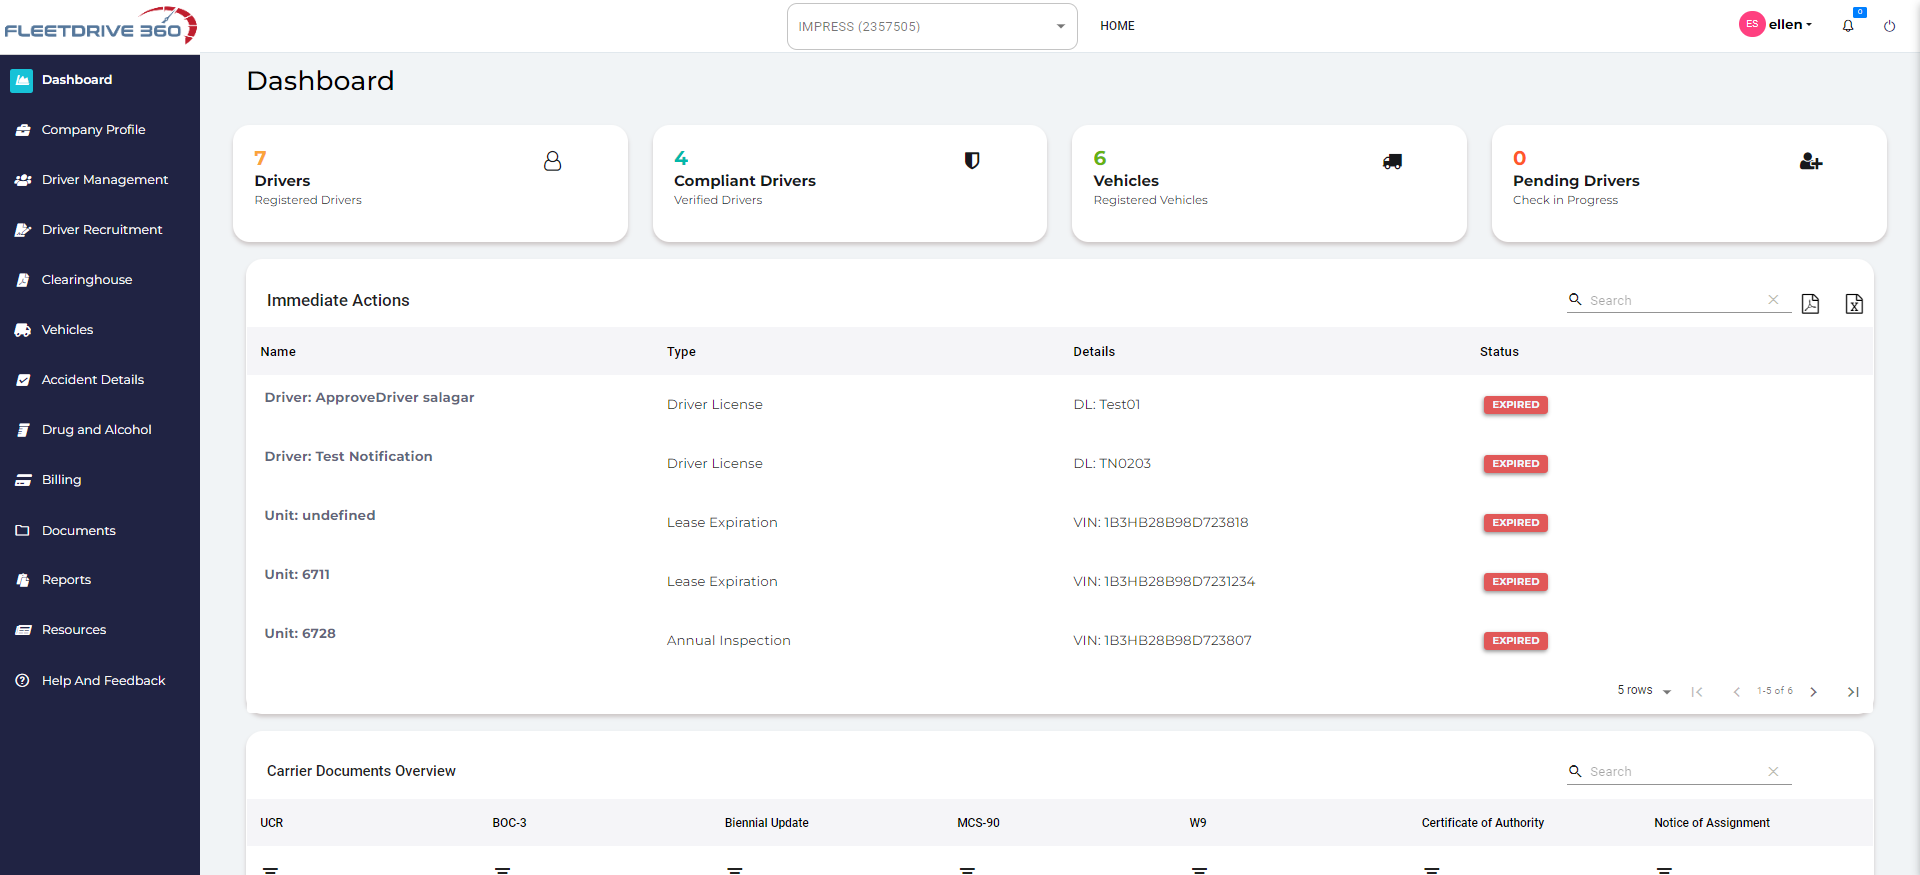 FLEETDRIVE 360
IMPRESS (2357505)
HOME
ES
ellen
0
Dashboard
Company Profile
Driver Management
Driver Recruitment
Clearinghouse
Vehicles
Accident Details
Drug and Alcohol
Billing
Documents
Reports
Resources
Help And Feedback
Dashboard
7
Drivers
Registered Drivers
4
Compliant Drivers
Verified Drivers
6
Vehicles
Registered Vehicles
0
Pending Drivers
Check in Progress
Immediate Actions
Search
Name Type Details Status
Driver: ApproveDriver salagar Driver License DL: Test01 EXPIRED
Driver: Test Notification Driver License DL: TN0203 EXPIRED
Unit: undefined Lease Expiration VIN: 1B3HB28B98D723818 EXPIRED
Unit: 6711 Lease Expiration VIN: 1B3HB28B98D7231234 EXPIRED
Unit: 6728 Annual Inspection VIN: 1B3HB28B98D723807 EXPIRED
5 rows 1-5 of 6
Carrier Documents Overview
Search
UCR BOC-3 Biennial Update MCS-90 W9 Certificate of Authority Notice of Assignment